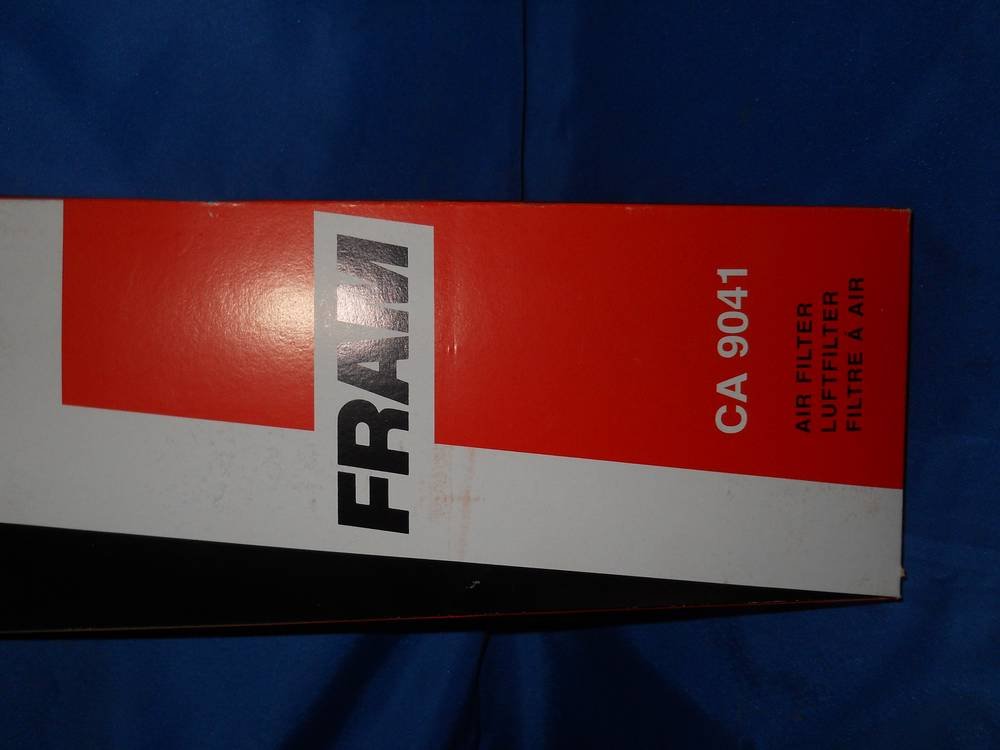 FRAM
CA 9041
AIR FILTER
LUFTFILTER
FILTRE À AIR